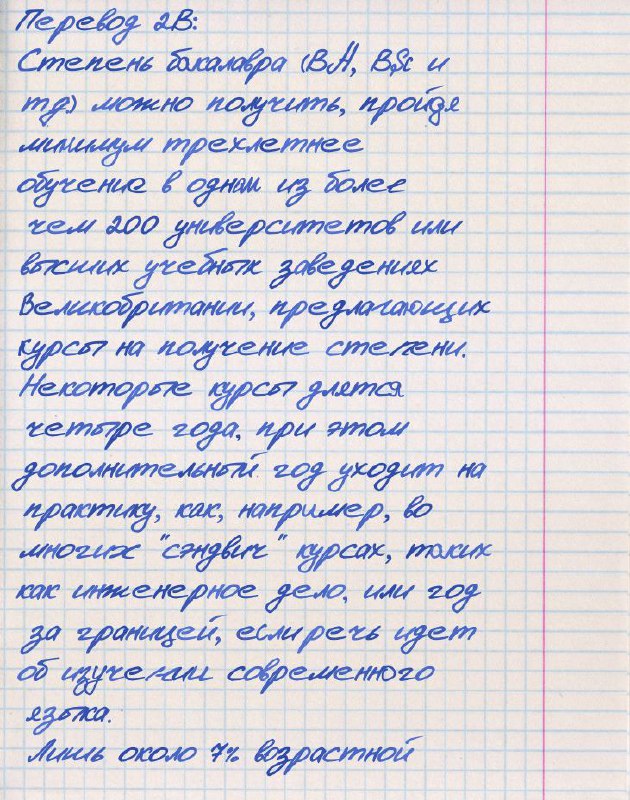 Перевод 2В:
Степень бакалавра (BA, BSc и
тд.) можно получить, пройдя
минимум трехлетнее
обучение в одном из более
чем 200 университетов или
высших учебных заведениях
Великобритании, предлагающих
курсы на получение степени.
Некоторые курсы длятся
четыре года, при этом
дополнительный год уходит на
практику, как, например, во
многих "сэндвич" курсах, таких
как инженерное дело, или год
за границей, если речь идет
об изучении современного
языка.
Лишь около 7% возрастной